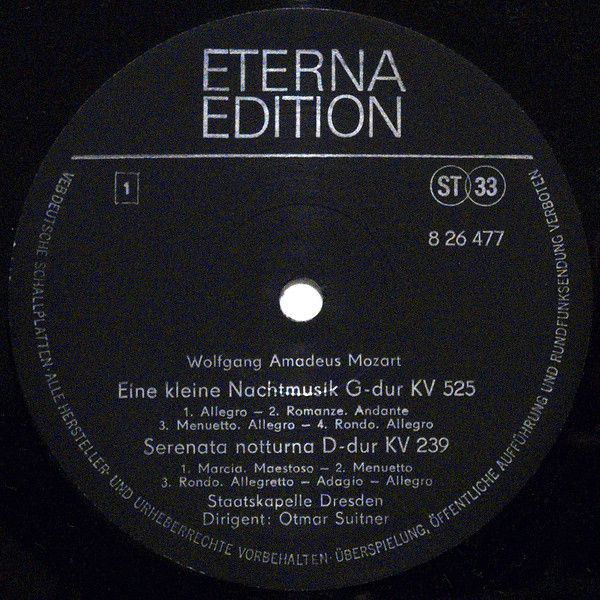 ETERNA
EDITION
1
ST 33
8 26 477
Wolfgang Amadeus Mozart
Eine kleine Nachtmusik G-dur KV 525
1. Allegro – 2. Romanze. Andante
3. Menuetto. Allegro – 4. Rondo. Allegro
Serenata notturna D-dur KV 239
1. Marcia. Maestoso – 2. Menuetto
3. Rondo. Allegretto – Adagio – Allegro
Staatskapelle Dresden
Dirigent: Otmar Suitner
VEB DEUTSCHE SCHALLPLATTEN · ALLE HERSTELLER- UND URHEBERRECHTE VORBEHALTEN · ÜBERSPIELUNG, ÖFFENTLICHE AUFFÜHRUNG UND RUNDFUNKSENDUNG VERBOTEN